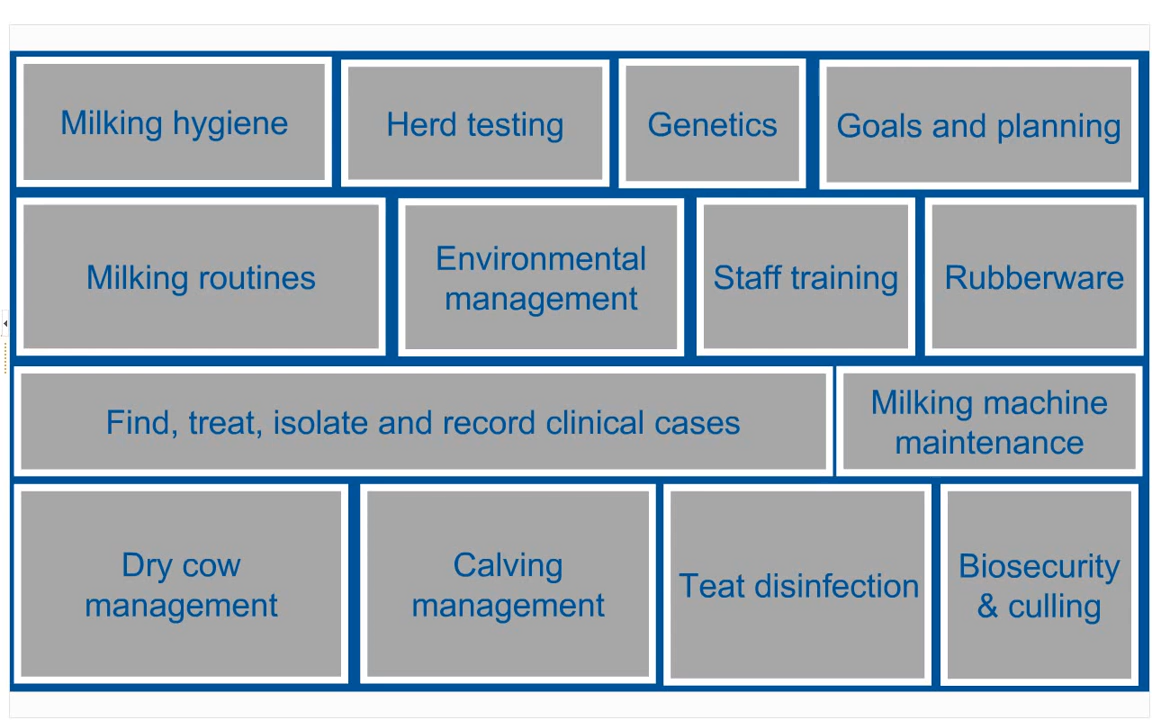 Milking hygiene
Herd testing
Genetics
Goals and planning
Milking routines
Environmental
management
Staff training
Rubberware
Find, treat, isolate and record clinical cases
Milking machine
maintenance
Dry cow
management
Calving
management
Teat disinfection
Biosecurity
& culling